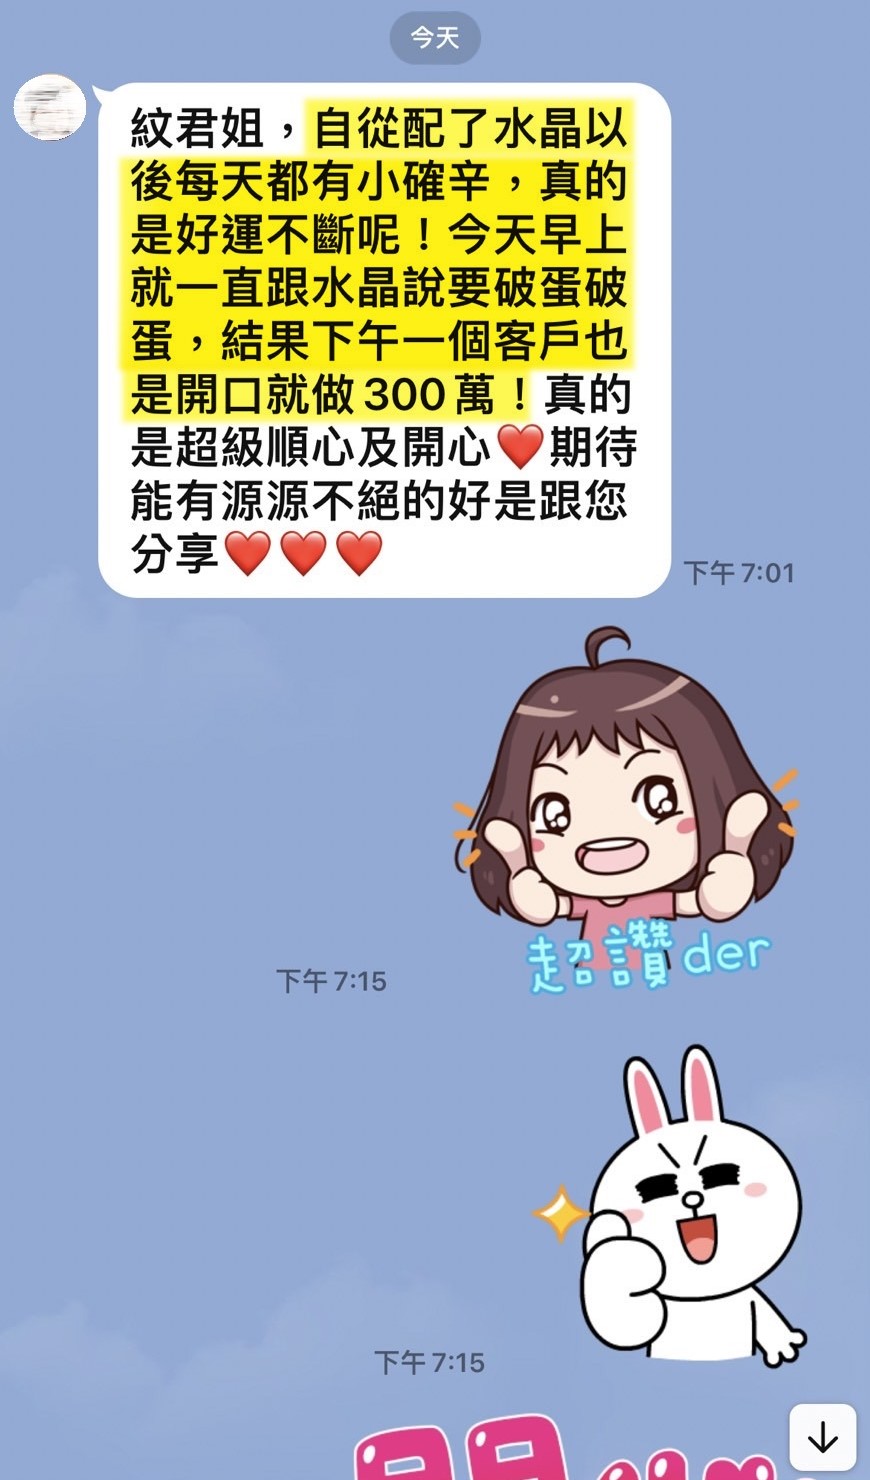 今天
紋君姐，自從配了水晶以
後每天都有小確辛，真的
是好運不斷呢！今天早上
就一直跟水晶說要破蛋破
蛋，結果下午一個客戶也
是開口就做300萬！真的
是超級順心及開心❤️期待
能有源源不絕的好是跟您
分享❤️❤️❤️
下午7:01
超讚der
下午7:15
下午7:15